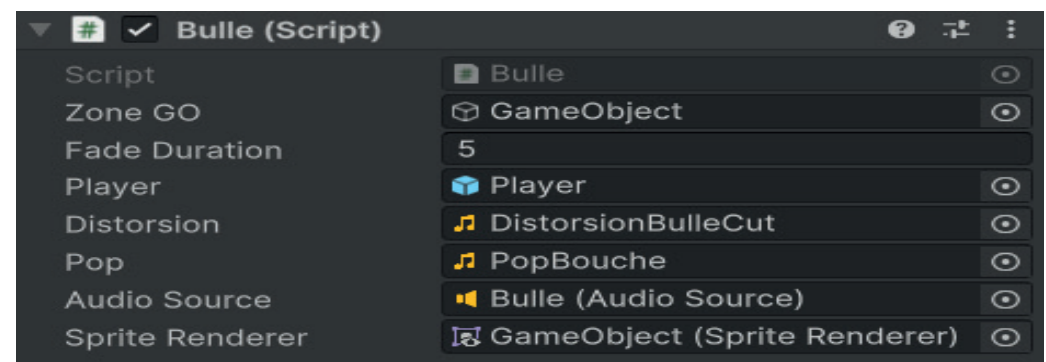 # Bulle (Script)
Script # Bulle
Zone GO GameObject
Fade Duration 5
Player Player
Distorsion DistorsionBulleCut
Pop PopBouche
Audio Source Bulle (Audio Source)
Sprite Renderer GameObject (Sprite Renderer)